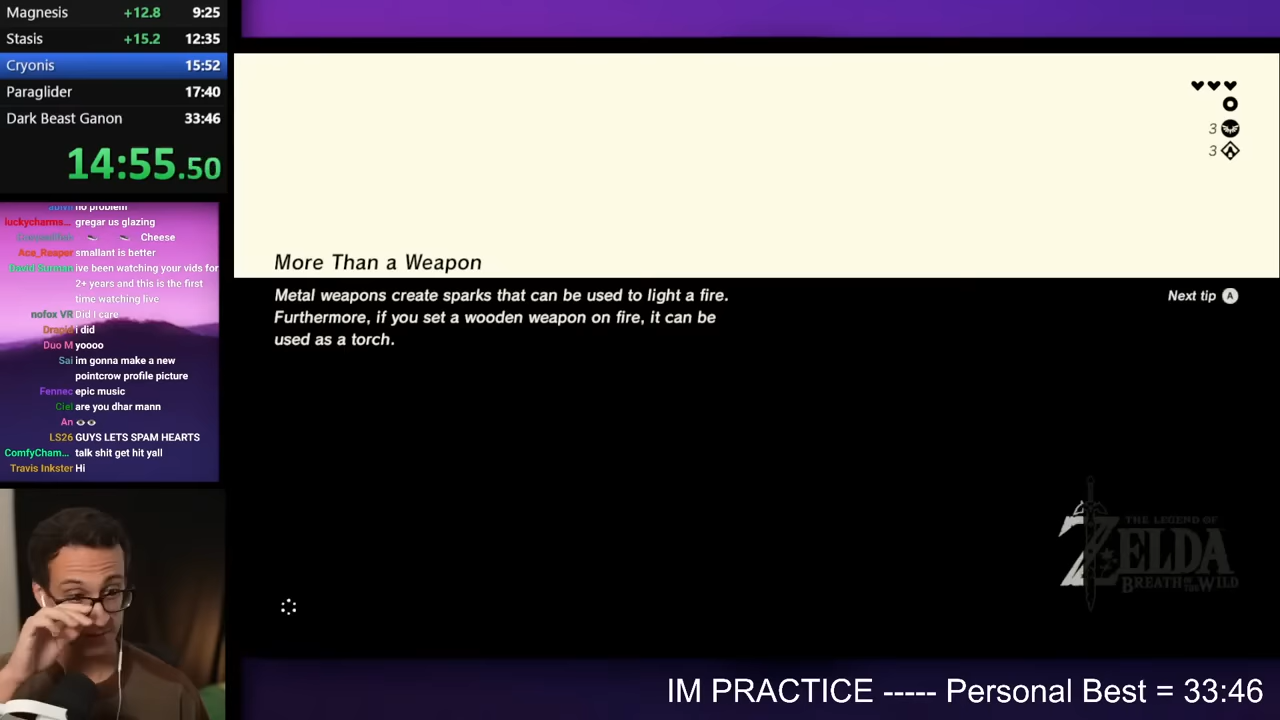 Magnesis +12.8 9:25
Stasis +15.2 12:35
Cryonis 15:52
Paraglider 17:40
Dark Beast Ganon 33:46
14:55.50
no problem
luckycharms... gregar us glazing
Cheese
Ace_Reaper smallant is better
ive been watching your vids for
2+ years and this is the first
time watching live
nofox VR Did I care
i did
Duo M yoooo
Sai im gonna make a new
pointcrow profile picture
Fennec epic music
Ciel are you dhar mann
An
LS26 GUYS LETS SPAM HEARTS
ComfyCham... talk shit get hit yall
Travis Inkster Hi
3
3
More Than a Weapon
Metal weapons create sparks that can be used to light a fire.
Furthermore, if you set a wooden weapon on fire, it can be
used as a torch.
Next tip A
THE LEGEND OF
ZELDA
BREATH OF THE WILD
IM PRACTICE ----- Personal Best = 33:46